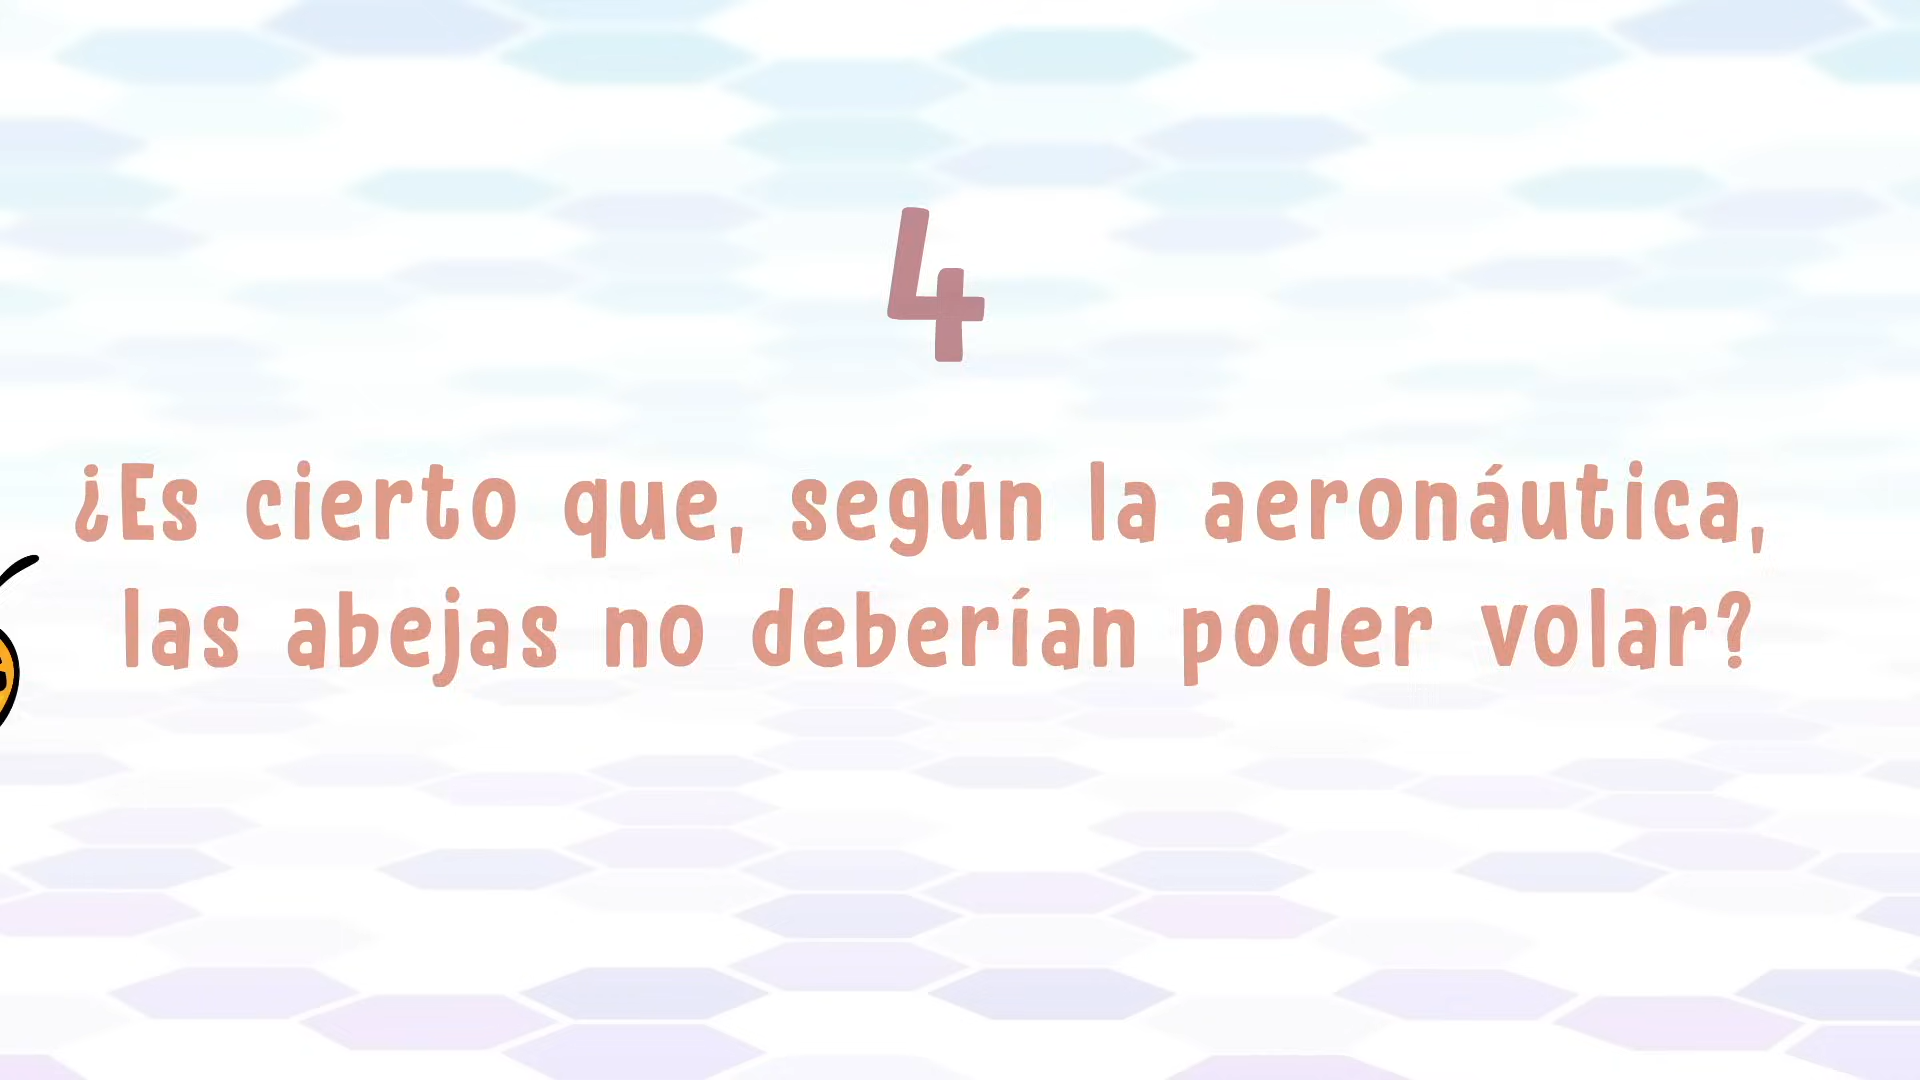 4
¿Es cierto que, según la aeronáutica,
las abejas no deberían poder volar?